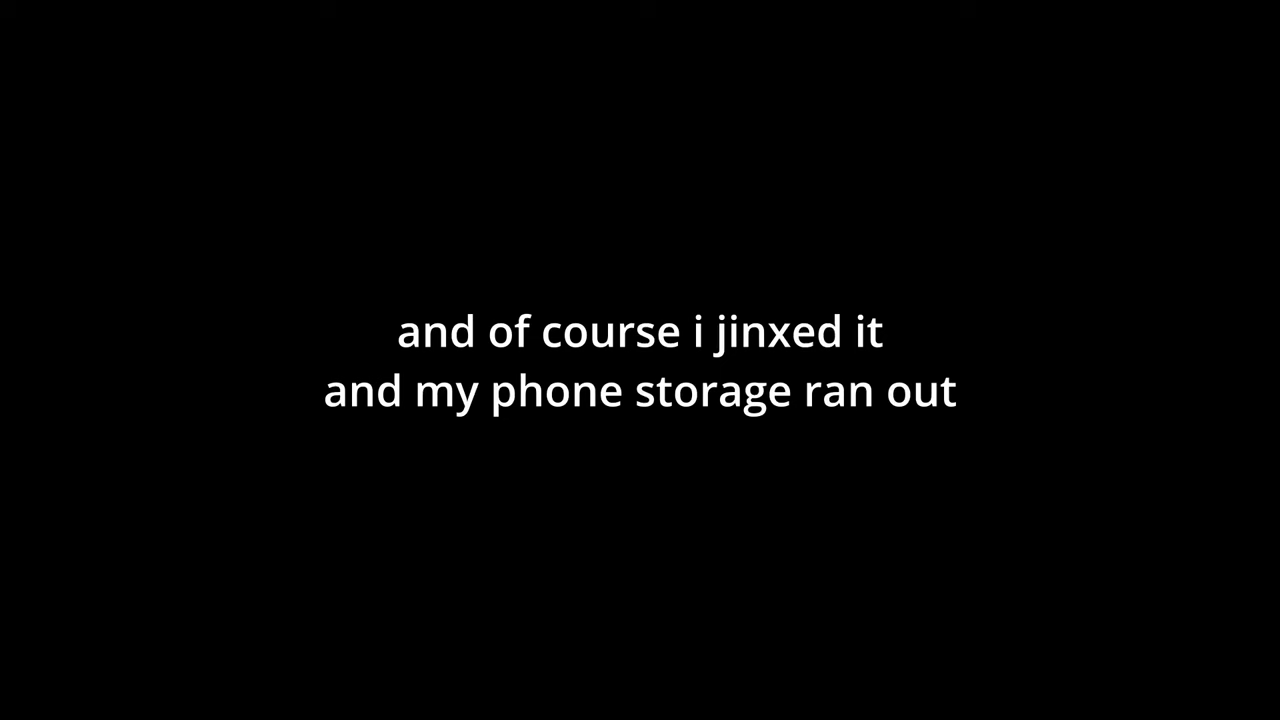 and of course i jinxed it
and my phone storage ran out